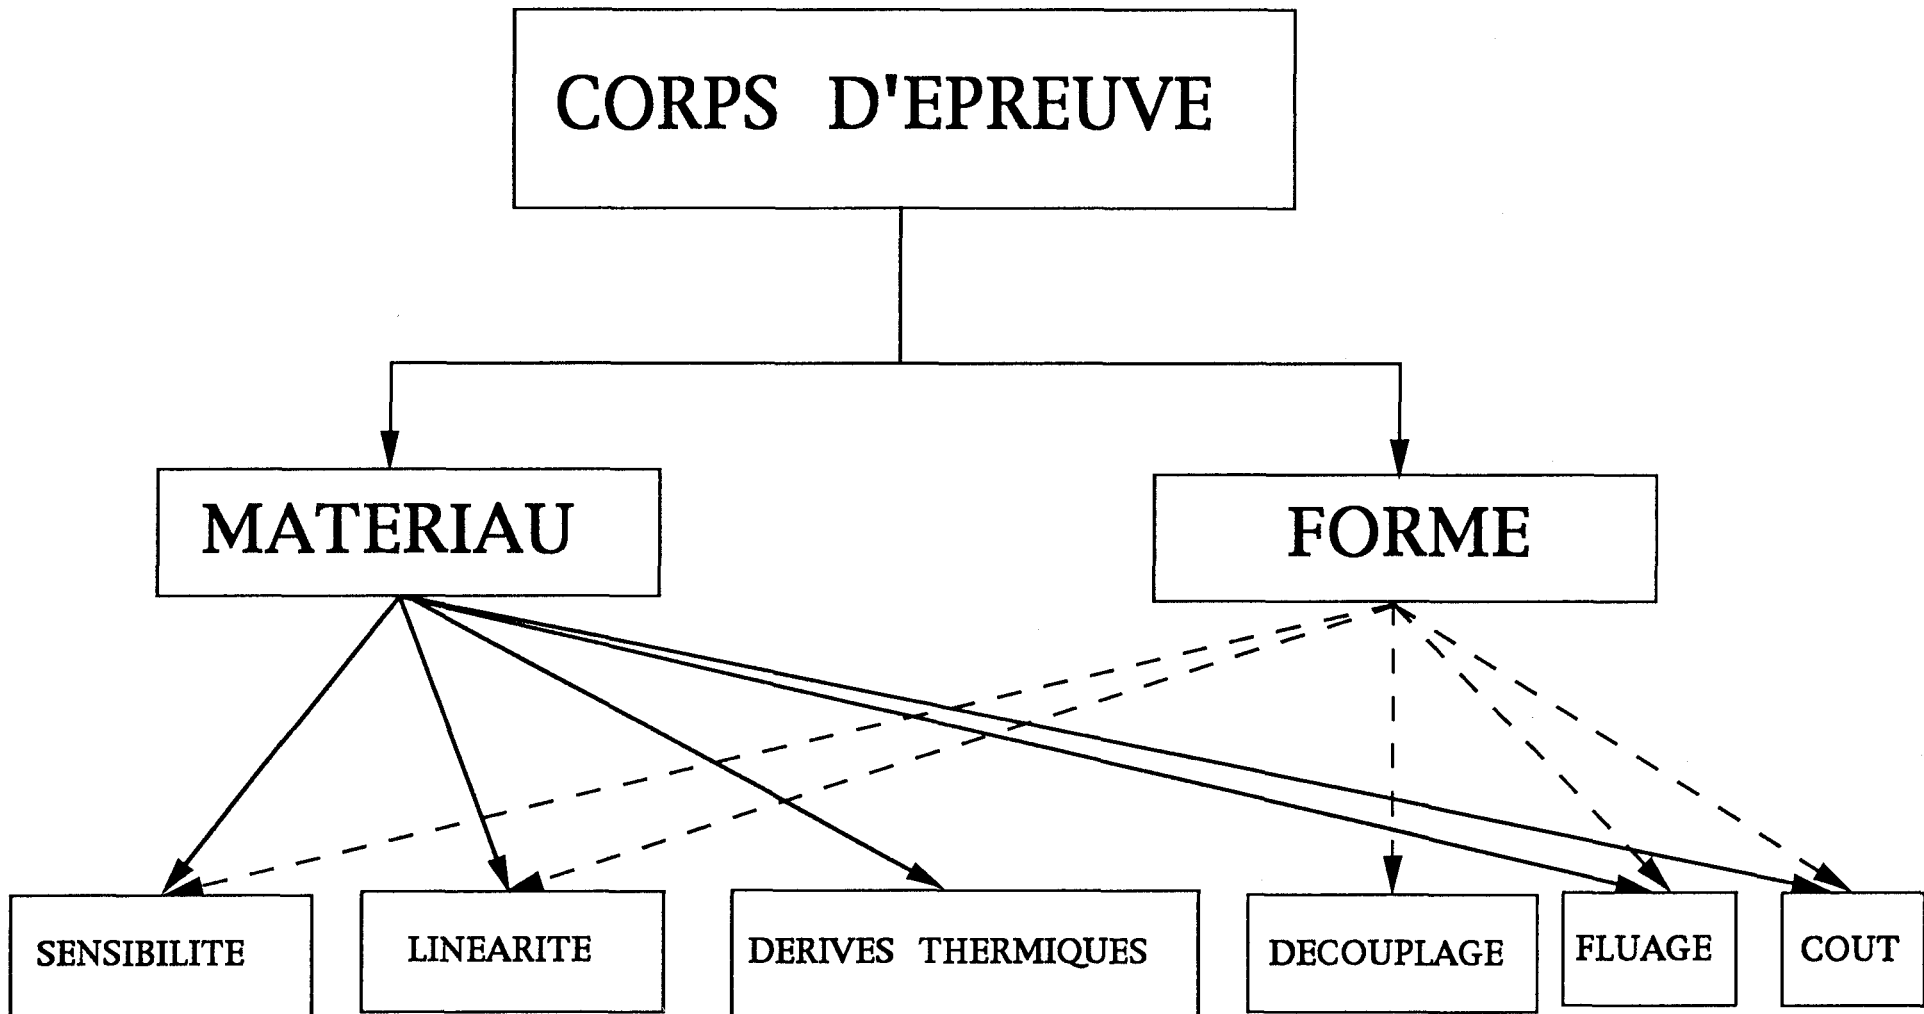 CORPS D'EPREUVE
MATERIAU
FORME
SENSIBILITE
LINEARITE
DERIVES THERMIQUES
DECOUPLAGE
FLUAGE
COUT